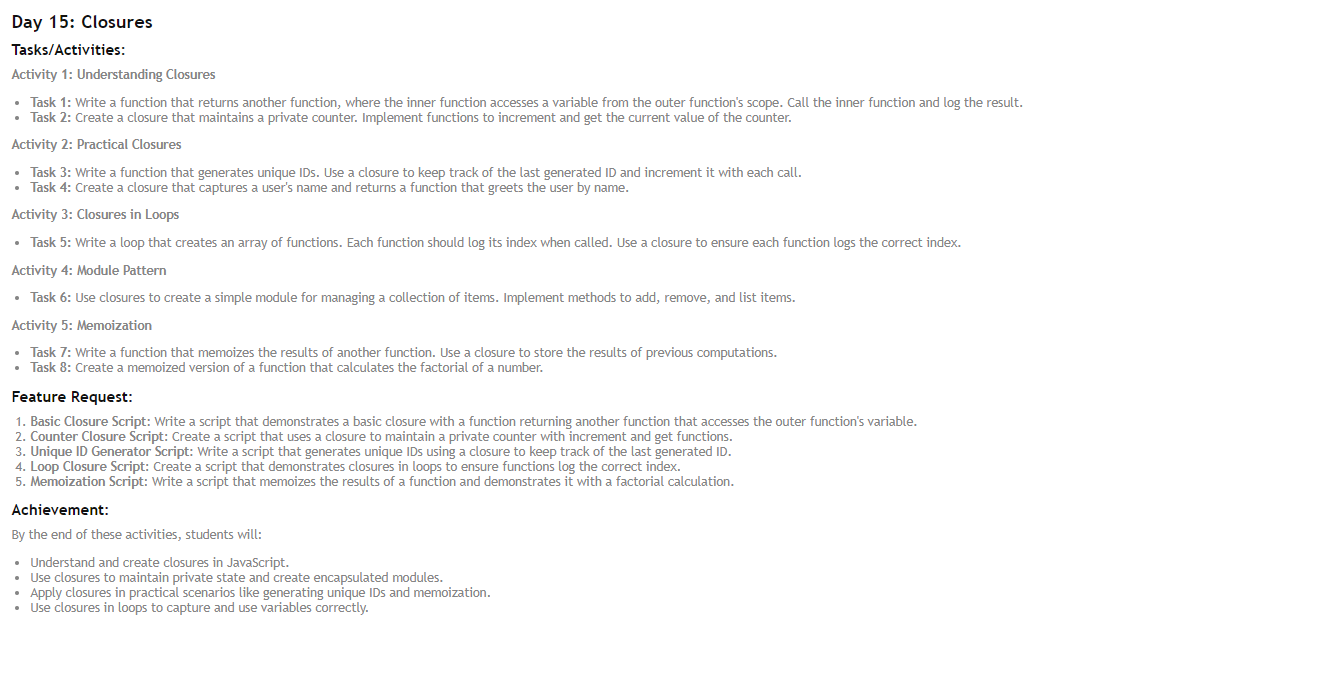 Day 15: Closures
Tasks/Activities:
Activity 1: Understanding Closures
• Task 1: Write a function that returns another function, where the inner function accesses a variable from the outer function's scope. Call the inner function and log the result.
• Task 2: Create a closure that maintains a private counter. Implement functions to increment and get the current value of the counter.
Activity 2: Practical Closures
• Task 3: Write a function that generates unique IDs. Use a closure to keep track of the last generated ID and increment it with each call.
• Task 4: Create a closure that captures a user's name and returns a function that greets the user by name.
Activity 3: Closures in Loops
• Task 5: Write a loop that creates an array of functions. Each function should log its index when called. Use a closure to ensure each function logs the correct index.
Activity 4: Module Pattern
• Task 6: Use closures to create a simple module for managing a collection of items. Implement methods to add, remove, and list items.
Activity 5: Memoization
• Task 7: Write a function that memoizes the results of another function. Use a closure to store the results of previous computations.
• Task 8: Create a memoized version of a function that calculates the factorial of a number.
Feature Request:
1. Basic Closure Script: Write a script that demonstrates a basic closure with a function returning another function that accesses the outer function's variable.
2. Counter Closure Script: Create a script that uses a closure to maintain a private counter with increment and get functions.
3. Unique ID Generator Script: Write a script that generates unique IDs using a closure to keep track of the last generated ID.
4. Loop Closure Script: Create a script that demonstrates closures in loops to ensure functions log the correct index.
5. Memoization Script: Write a script that memoizes the results of a function and demonstrates it with a factorial calculation.
Achievement:
By the end of these activities, students will:
• Understand and create closures in JavaScript.
• Use closures to maintain private state and create encapsulated modules.
• Apply closures in practical scenarios like generating unique IDs and memoization.
• Use closures in loops to capture and use variables correctly.